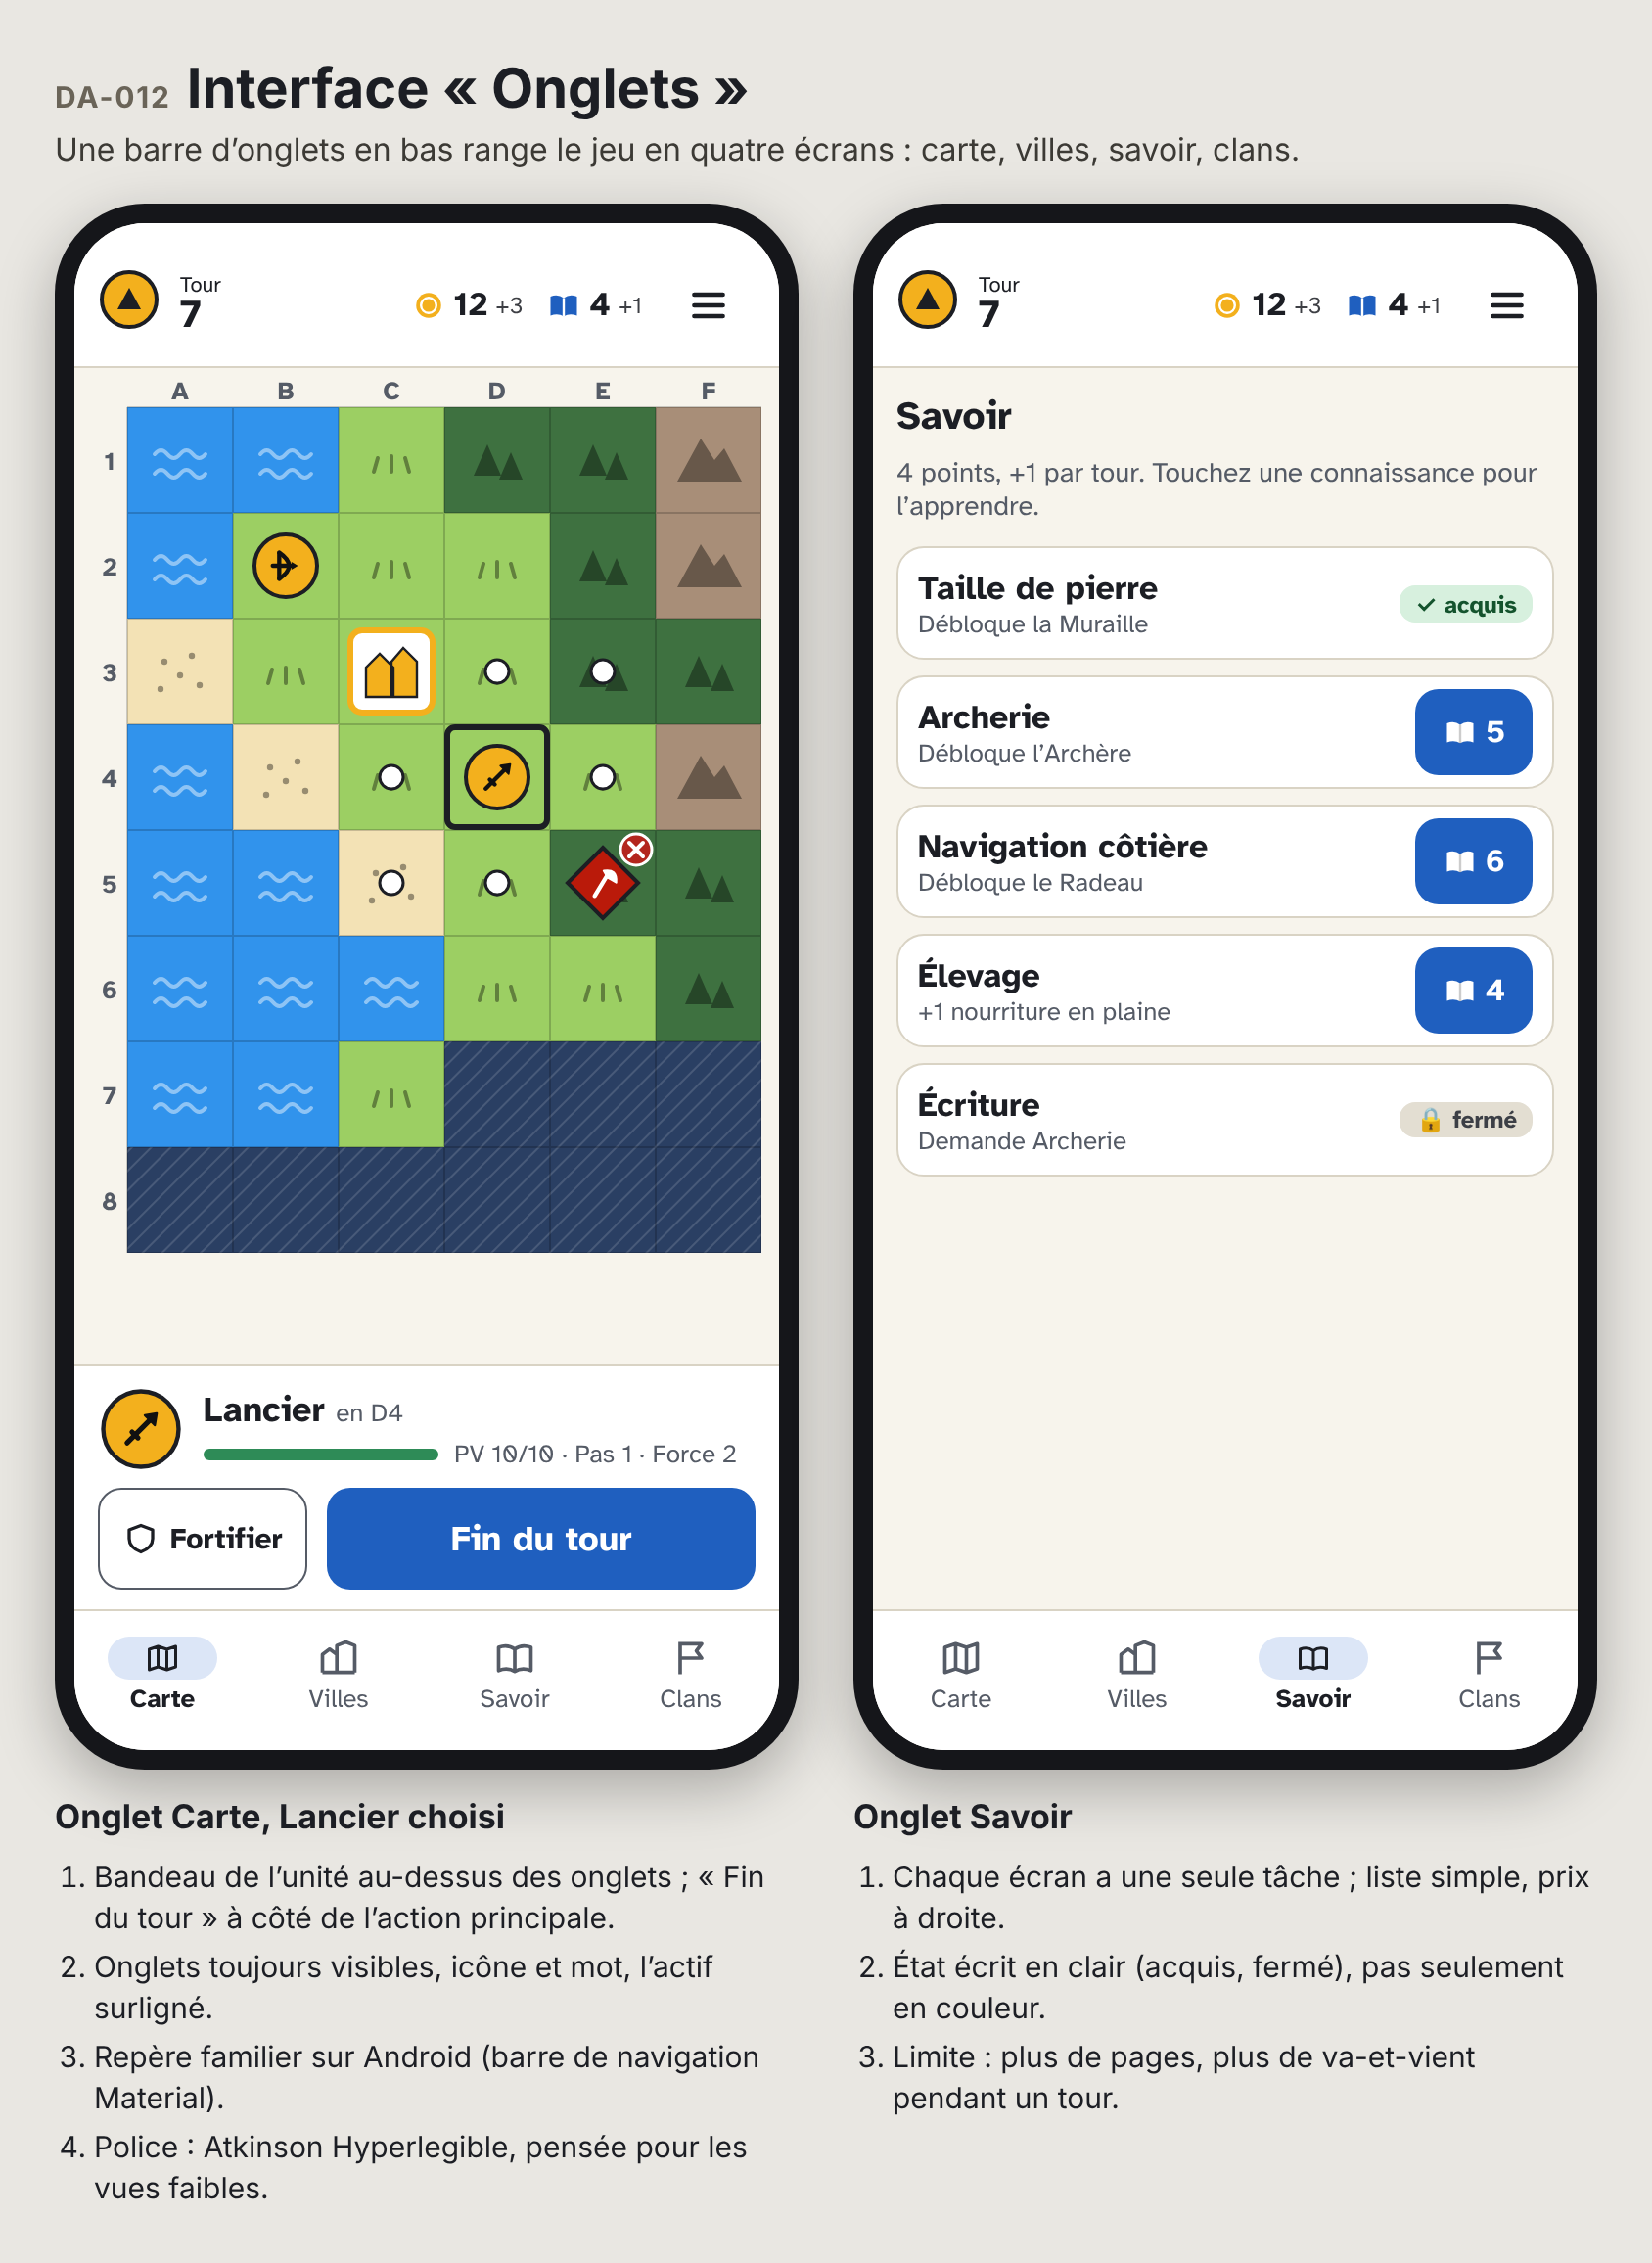 DA-012 Interface « Onglets »
Une barre d’onglets en bas range le jeu en quatre écrans : carte, villes, savoir, clans.
Tour
7
12 +3 4 +1
A B C D E F
1
2
3
4
5
6
7
8
Lancier en D4
PV 10/10 · Pas 1 · Force 2
Fortifier
Fin du tour
Carte Villes Savoir Clans
Onglet Carte, Lancier choisi
1. Bandeau de l’unité au-dessus des onglets ; « Fin
du tour » à côté de l’action principale.
2. Onglets toujours visibles, icône et mot, l’actif
surligné.
3. Repère familier sur Android (barre de navigation
Material).
4. Police : Atkinson Hyperlegible, pensée pour les
vues faibles.
Tour
7
12 +3 4 +1
Savoir
4 points, +1 par tour. Touchez une connaissance pour
l’apprendre.
Taille de pierre
Débloque la Muraille
✓ acquis
Archerie
Débloque l’Archère
5
Navigation côtière
Débloque le Radeau
6
Élevage
+1 nourriture en plaine
4
Écriture
Demande Archerie
🔒 fermé
Carte Villes Savoir Clans
Onglet Savoir
1. Chaque écran a une seule tâche ; liste simple, prix
à droite.
2. État écrit en clair (acquis, fermé), pas seulement
en couleur.
3. Limite : plus de pages, plus de va-et-vient
pendant un tour.